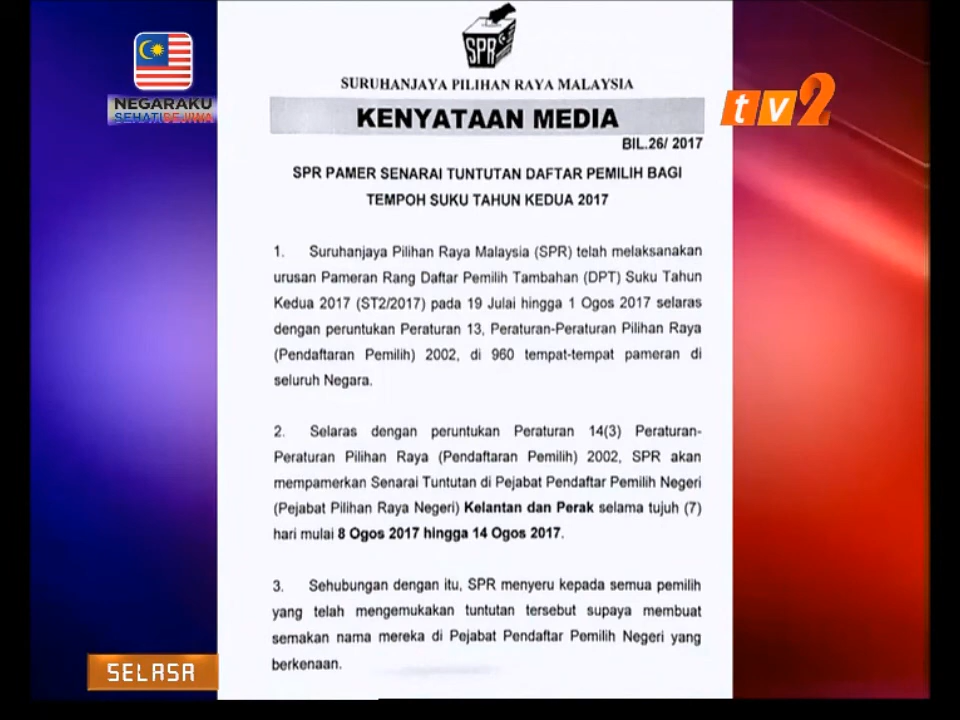 SPR
SURUHANJAYA PILIHAN RAYA MALAYSIA
NEGARAKU
SEHATISEJIWA
KENYATAAN MEDIA
tv2
BIL.26/ 2017
SPR PAMER SENARAI TUNTUTAN DAFTAR PEMILIH BAGI
TEMPOH SUKU TAHUN KEDUA 2017
1. Suruhanjaya Pilihan Raya Malaysia (SPR) telah melaksanakan
urusan Pameran Rang Daftar Pemilih Tambahan (DPT) Suku Tahun
Kedua 2017 (ST2/2017) pada 19 Julai hingga 1 Ogos 2017 selaras
dengan peruntukan Peraturan 13, Peraturan-Peraturan Pilihan Raya
(Pendaftaran Pemilih) 2002, di 960 tempat-tempat pameran di
seluruh Negara.
2. Selaras dengan peruntukan Peraturan 14(3) Peraturan-
Peraturan Pilihan Raya (Pendaftaran Pemilih) 2002, SPR akan
mempamerkan Senarai Tuntutan di Pejabat Pendaftar Pemilih Negeri
(Pejabat Pilihan Raya Negeri) Kelantan dan Perak selama tujuh (7)
hari mulai 8 Ogos 2017 hingga 14 Ogos 2017.
3. Sehubungan dengan itu, SPR menyeru kepada semua pemilih
yang telah mengemukakan tuntutan tersebut supaya membuat
semakan nama mereka di Pejabat Pendaftar Pemilih Negeri yang
berkenaan.
SELASA